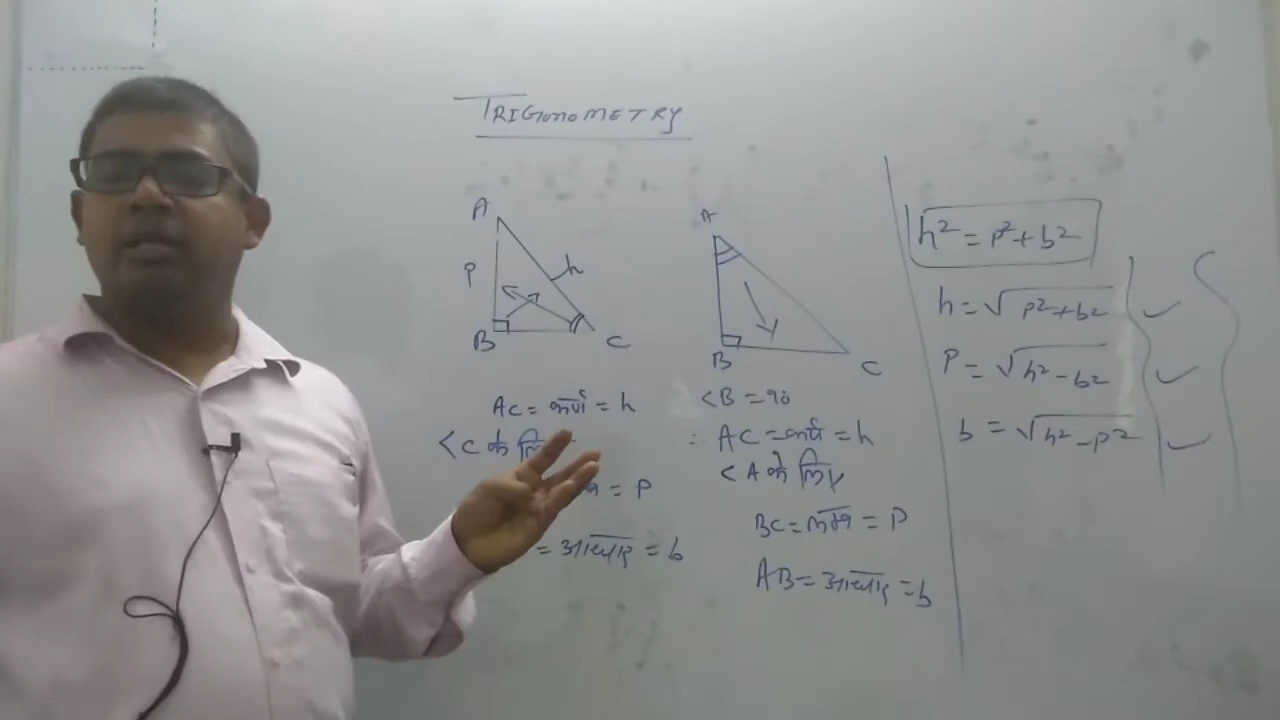 TRIGONOMETRY
A
P
h
B
C
AC = कर्ण = h
<C के
= P
= आधार = b
A
B
C
<B = 90
∴ AC = कर्ण = h
<A के लिए
BC = लम्ब = P
AB = आधार = b
h² = p² + b²
h = √p² + b²
P = √h² - b²
b = √h² - p²